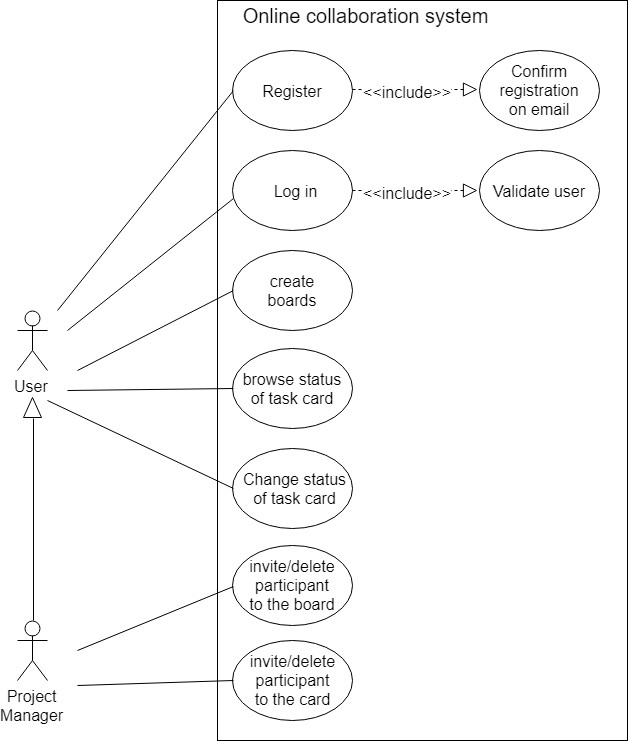 Online collaboration system
Register
<<include>>
Confirm
registration
on email
Log in
<<include>>
Validate user
create
boards
User
browse status
of task card
Change status
of task card
invite/delete
participant
to the board
Project
Manager
invite/delete
participant
to the card